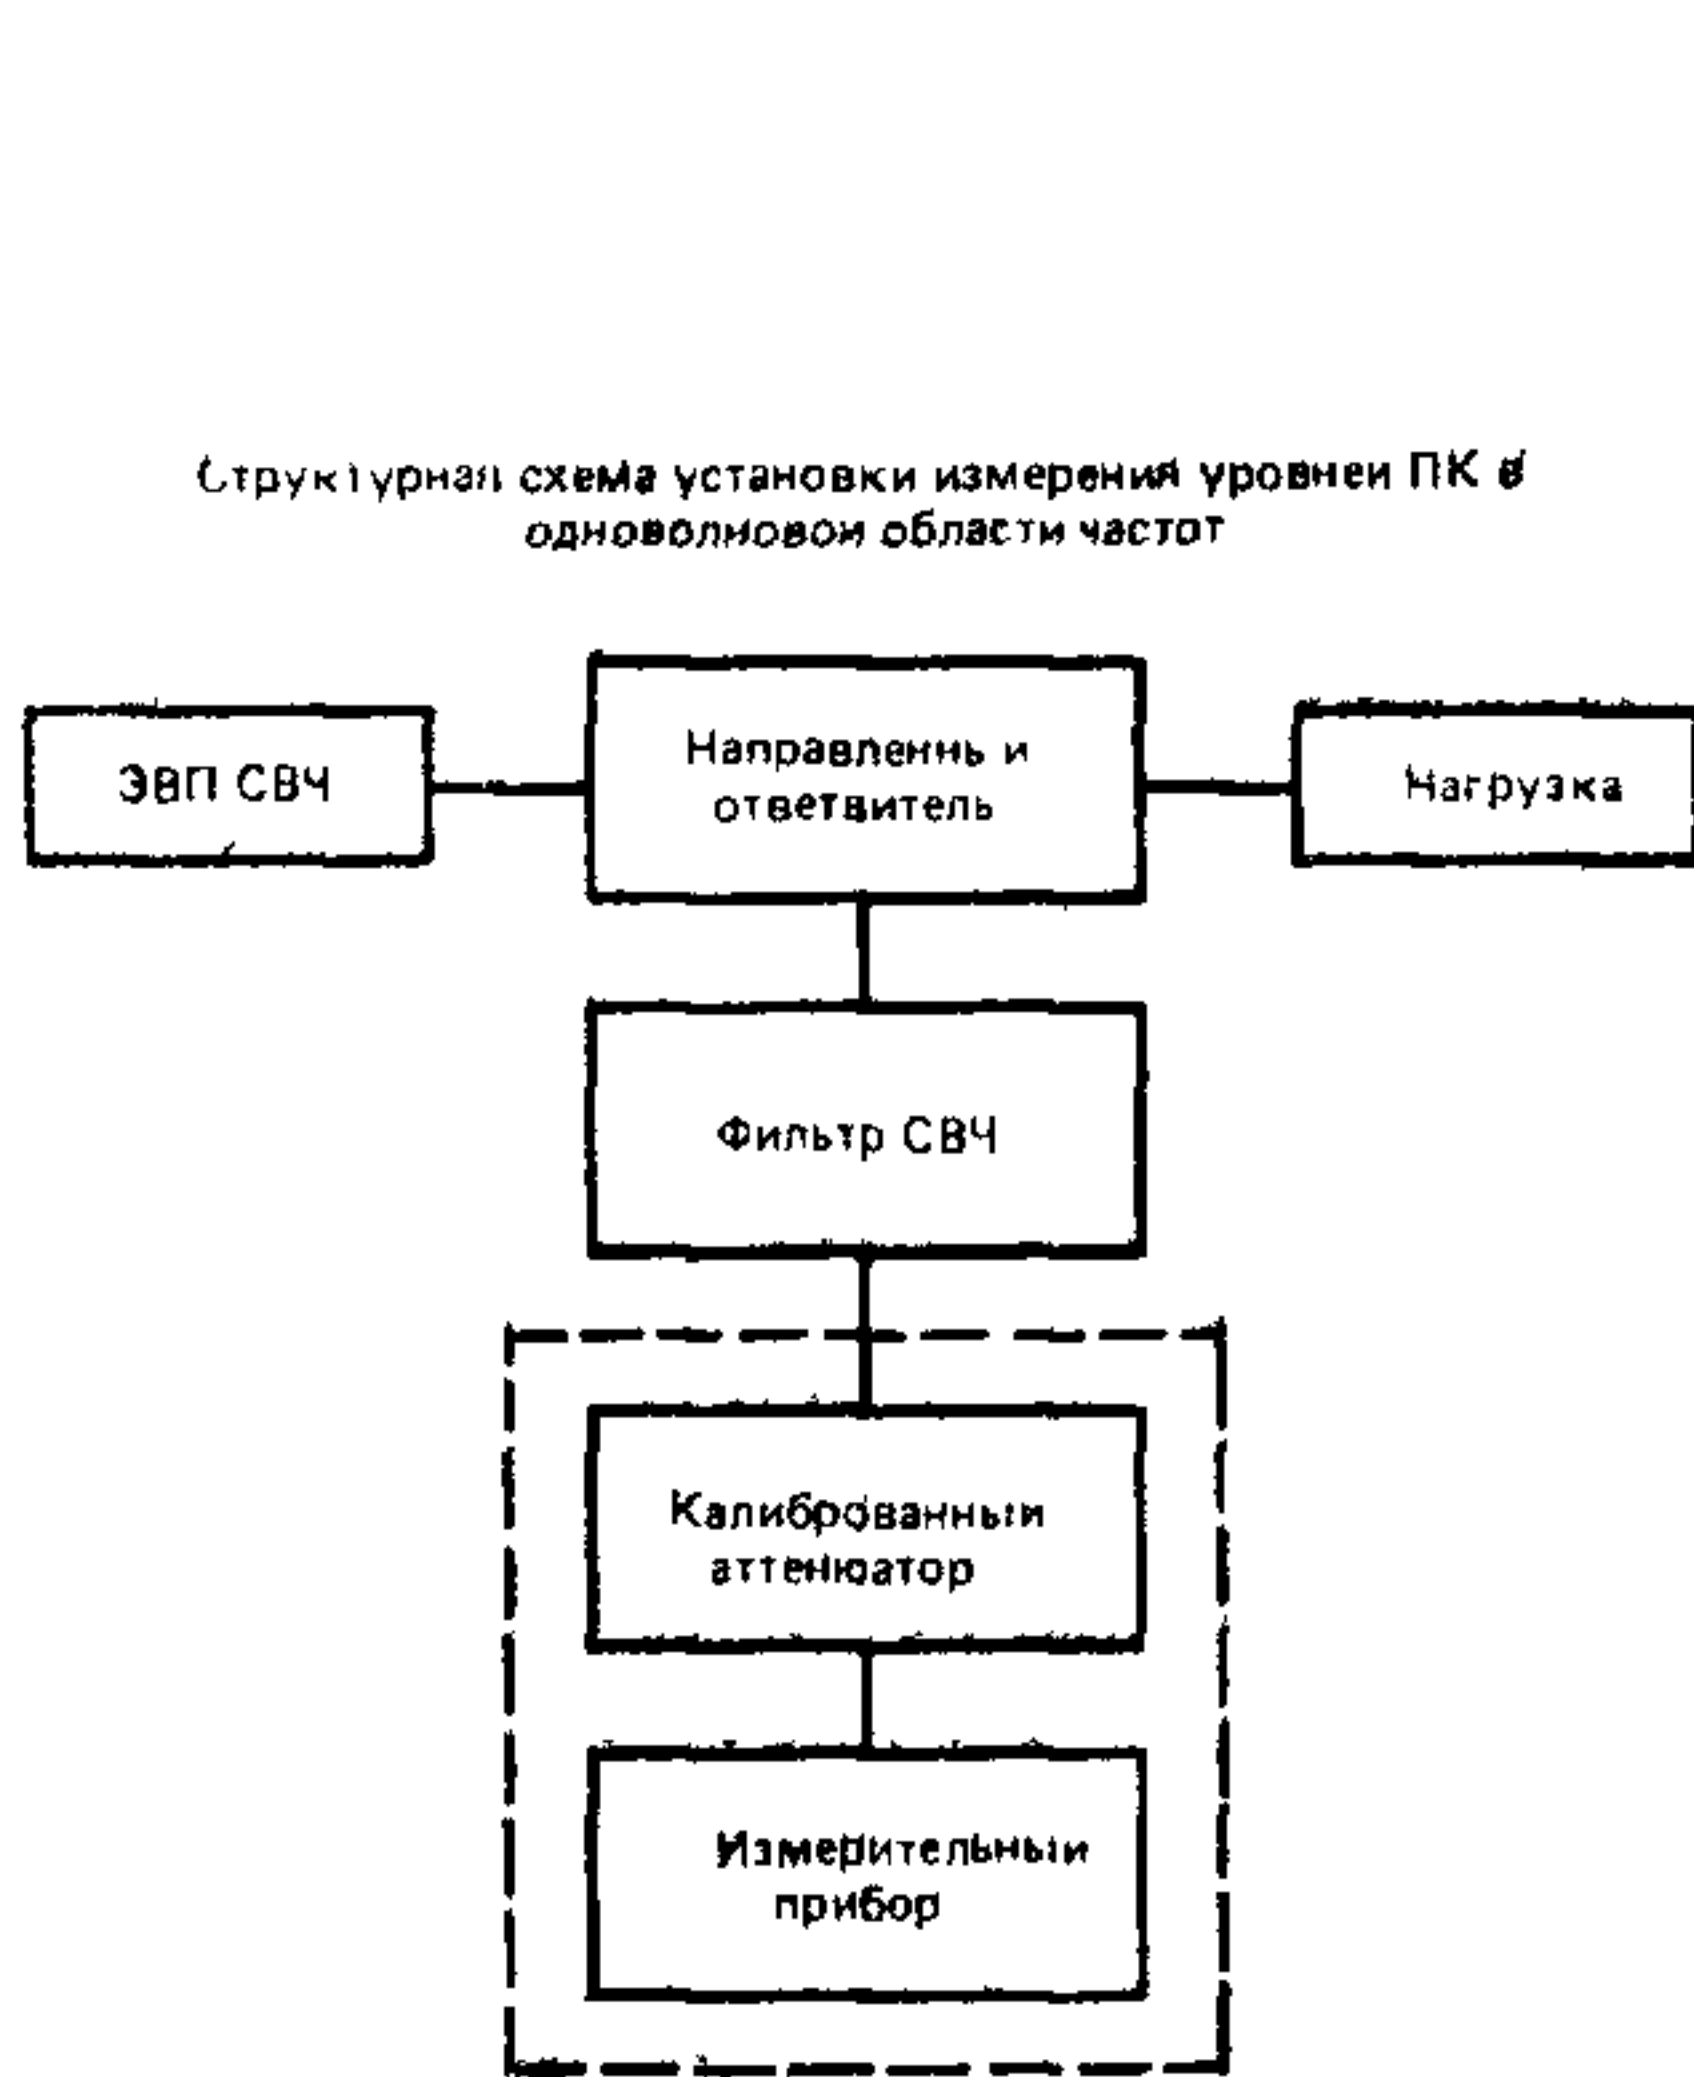 Структурная схема установки измерения уровней ПК в
одноволновой области частот
ЭВП СВЧ
Направленный
ответвитель
Нагрузка
Фильтр СВЧ
Калиброванный
аттенюатор
Измерительный
прибор